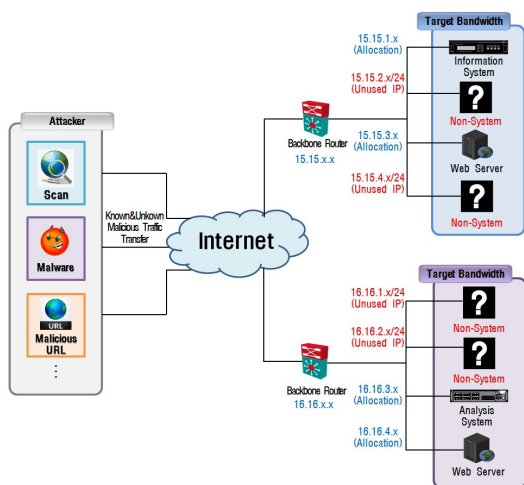 Attacker
Scan
Malware
URL
Malicious
URL
Known&Unkown
Malicious Traffic
Transfer
Internet
Backbone Router
15.15.x.x
15.15.1.x
(Allocation)
15.15.2.x/24
(Unused IP)
15.15.3.x
(Allocation)
15.15.4.x/24
(Unused IP)
Target Bandwidth
Information
System
?
Non-System
Web Server
?
Non-System
Backbone Router
16.16.x.x
16.16.1.x/24
(Unused IP)
16.16.2.x/24
(Unused IP)
16.16.3.x
(Allocation)
16.16.4.x
(Allocation)
Target Bandwidth
?
Non-System
?
Non-System
Analysis
System
Web Server